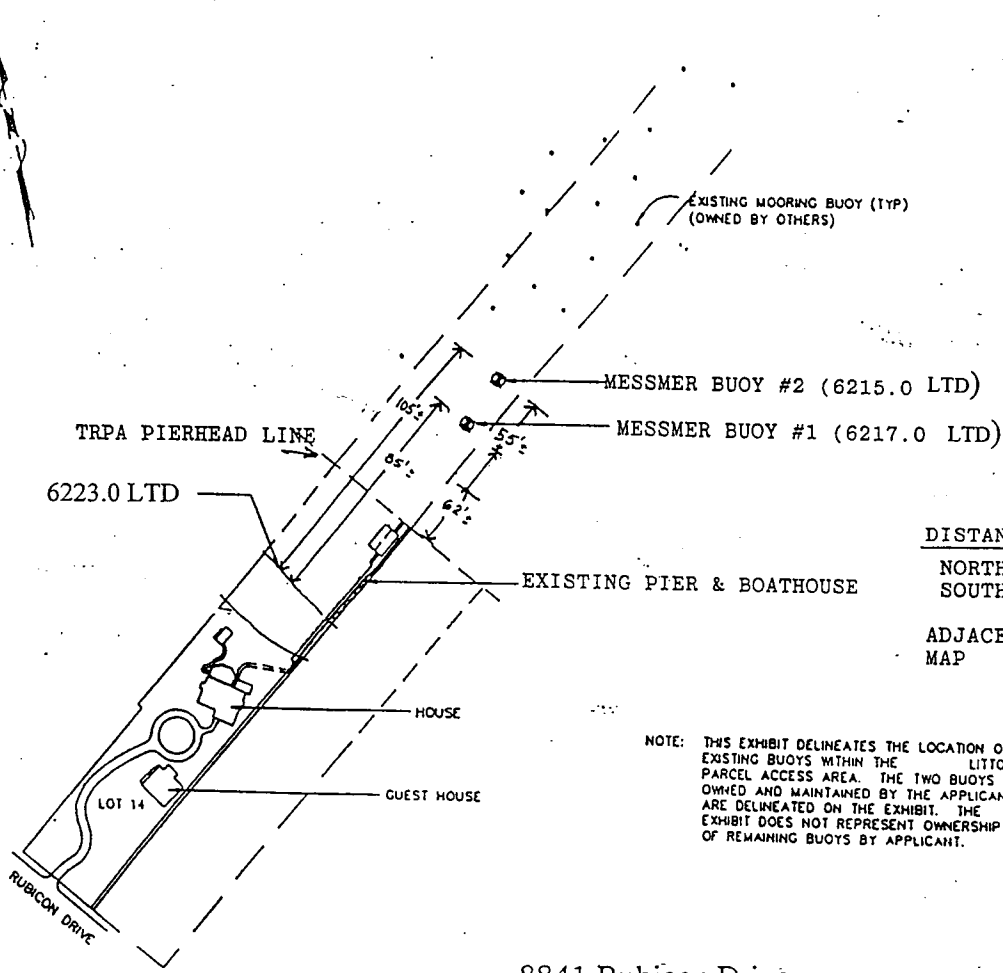 EXISTING MOORING BUOY (TYP)
(OWNED BY OTHERS)
MESSMER BUOY #2 (6215.0 LTD)
MESSMER BUOY #1 (6217.0 LTD)
105'±
85'±
55'±
62'±
TRPA PIERHEAD LINE
6223.0 LTD
EXISTING PIER & BOATHOUSE
DISTAN
NORTH
SOUTH
ADJACE
MAP
HOUSE
GUEST HOUSE
LOT 14
RUBICON DRIVE
NOTE: THIS EXHIBIT DELINEATES THE LOCATION O
EXISTING BUOYS WITHIN THE LITTO
PARCEL ACCESS AREA. THE TWO BUOYS
OWNED AND MAINTAINED BY THE APPLICAN
ARE DELINEATED ON THE EXHIBIT. THE
EXHIBIT DOES NOT REPRESENT OWNERSHIP
OF REMAINING BUOYS BY APPLICANT.
8841 Rubicon Drive